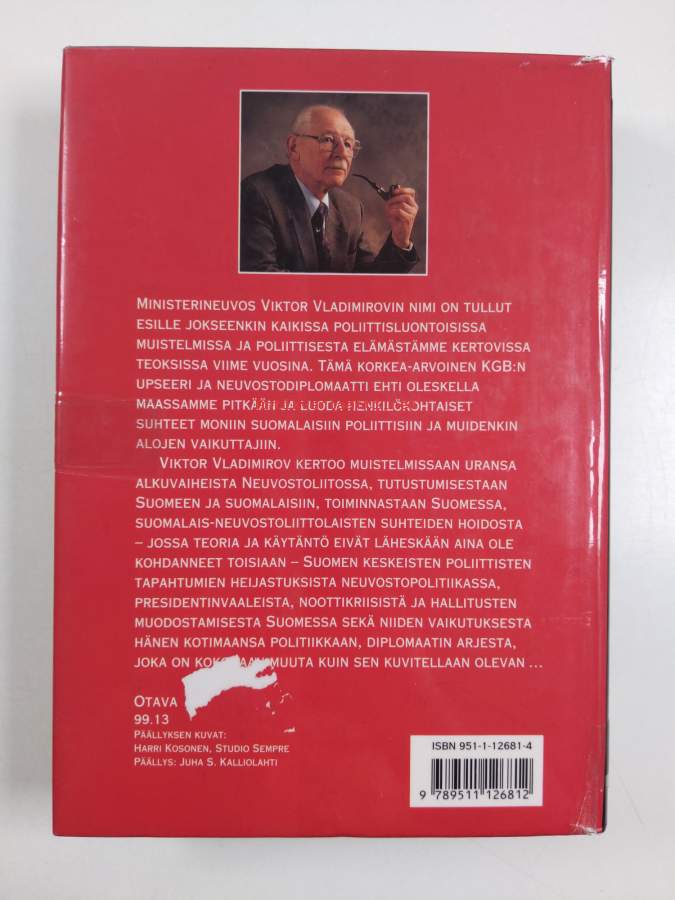 MINISTERINEUVOS VIKTOR VLADIMIROVIN NIMI ON TULLUT
ESILLE JOKSEENKIN KAIKISSA POLIITTISLUONTOISISSA
MUISTELMISSA JA POLIITTISESTA ELÄMÄSTÄMME KERTOVISSA
TEOKSISSA VIIME VUOSINA. TÄMÄ KORKEA-ARVOINEN KGB:N
UPSEERI JA NEUVOSTODIPLOMAATTI EHTI OLESKELLA
MAASSAMME PITKÄÄN JA LUODA HENKILÖKOHTAISET
SUHTEET MONIIN SUOMALAISIIN POLIITTISIIN JA MUIDENKIN
ALOJEN VAIKUTTAJIIN.
VIKTOR VLADIMIROV KERTOO MUISTELMISSAAN URANSA
ALKUVAIHEISTA NEUVOSTOLIITOSSA, TUTUSTUMISESTAAN
SUOMEEN JA SUOMALAISIIN, TOIMINNASTAAN SUOMESSA,
SUOMALAIS-NEUVOSTOLIITTOLAISTEN SUHTEIDEN HOIDOSTA
– JOSSA TEORIA JA KÄYTÄNTÖ EIVÄT LÄHESKÄÄN AINA OLE
KOHDANNEET TOISIAAN – SUOMEN KESKEISTEN POLIITTISTEN
TAPAHTUMIEN HEIJASTUKSISTA NEUVOSTOPOLITIIKASSA,
PRESIDENTINVAALEISTA, NOOTTIKRIISISTÄ JA HALLITUSTEN
MUODOSTAMISESTA SUOMESSA SEKÄ NIIDEN VAIKUTUKSESTA
HÄNEN KOTIMAANSA POLITIIKKAAN, DIPLOMAATIN ARJESTA,
JOKA ON MUUTA KUIN SEN KUVITELLAAN OLEVAN ...
OTAVA
99.13
PÄÄLLYKSEN KUVAT:
HARRI KOSONEN, STUDIO SEMPRE
PÄÄLLYS: JUHA S. KALLIOLAHTI
ISBN 951-1-12681-4
9 789511 126812